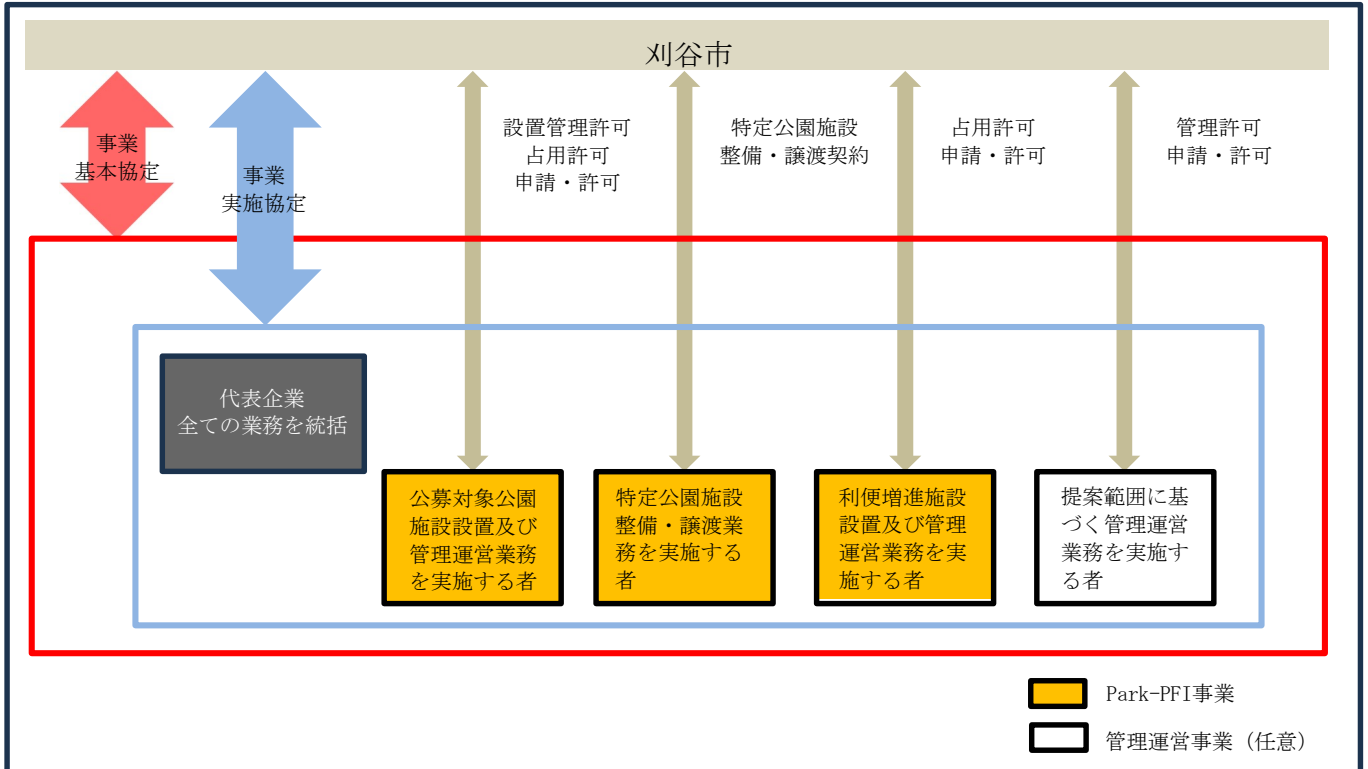 刈谷市
事業
基本協定
事業
実施協定
設置管理許可
占用許可
申請・許可
特定公園施設
整備・譲渡契約
占用許可
申請・許可
管理許可
申請・許可
代表企業
全ての業務を統括
公募対象公園
施設設置及び
管理運営業務
を実施する者
特定公園施設
整備・譲渡業
務を実施する
者
利便増進施設
設置及び管理
運営業務を実
施する者
提案範囲に基
づく管理運営
業務を実施す
る者
Park-PFI事業
管理運営事業（任意）